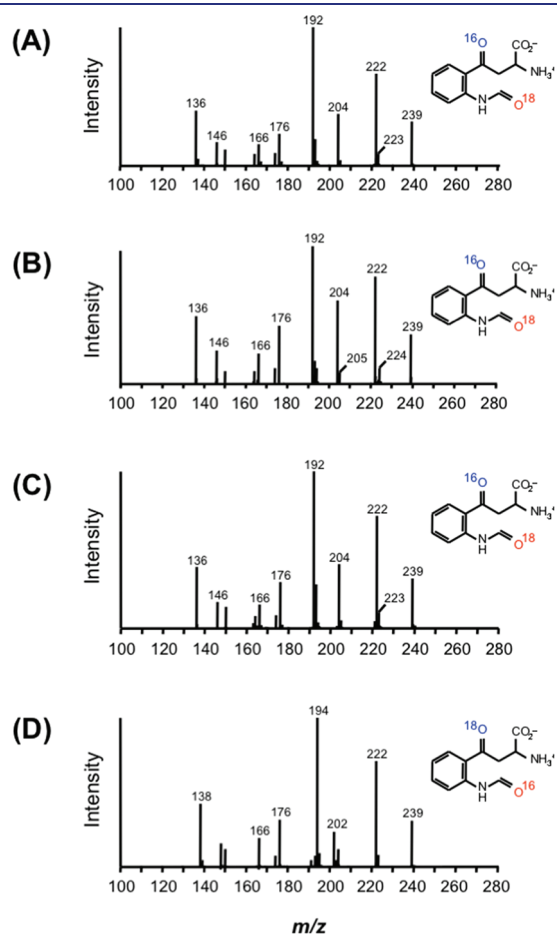 (A)
Intensity
192
222
136
204
239
146
166
176
223
100 120 140 160 180 200 220 240 260 280
16O
CO2–
NH3+
N
H
O18
(B)
Intensity
192
222
204
136
176
239
146
166
205
224
100 120 140 160 180 200 220 240 260 280
16O
CO2–
NH3+
N
H
O18
(C)
Intensity
192
222
136
204
176
239
146
166
223
100 120 140 160 180 200 220 240 260 280
16O
CO2–
NH3+
N
H
O18
(D)
Intensity
194
222
138
176
239
166
202
100 120 140 160 180 200 220 240 260 280
18O
CO2–
NH3+
N
H
O16
m/z